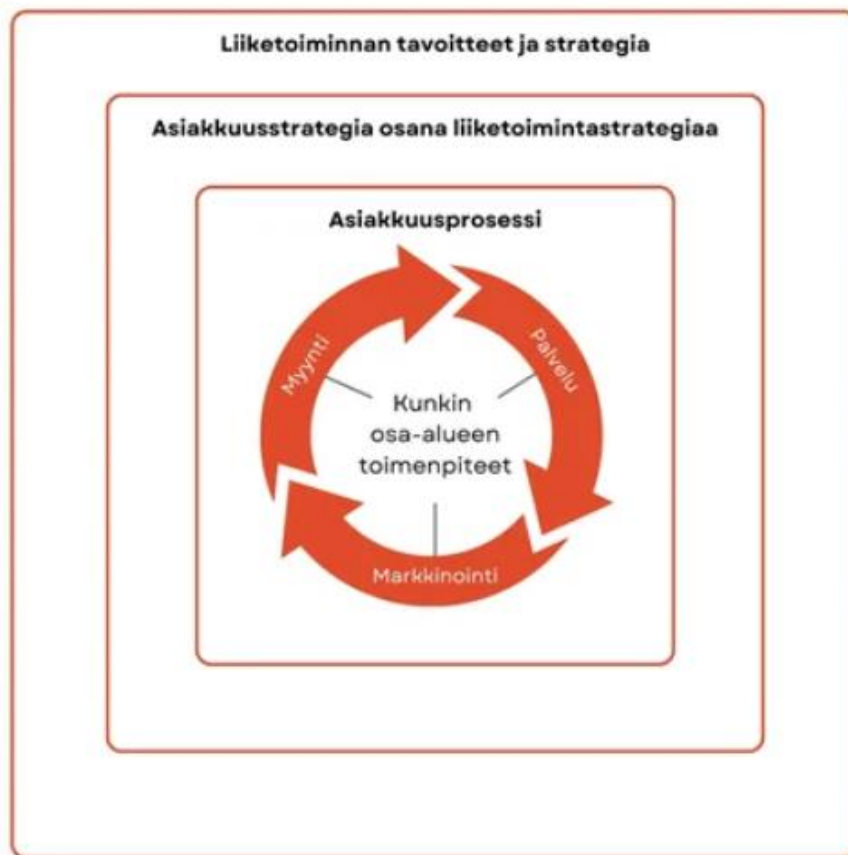 Liiketoiminnan tavoitteet ja strategia
Asiakkuusstrategia osana liiketoimintastrategiaa
Asiakkuusprosessi
Myynti
Palvelu
Kunkin
osa-alueen
toimenpiteet
Markkinointi